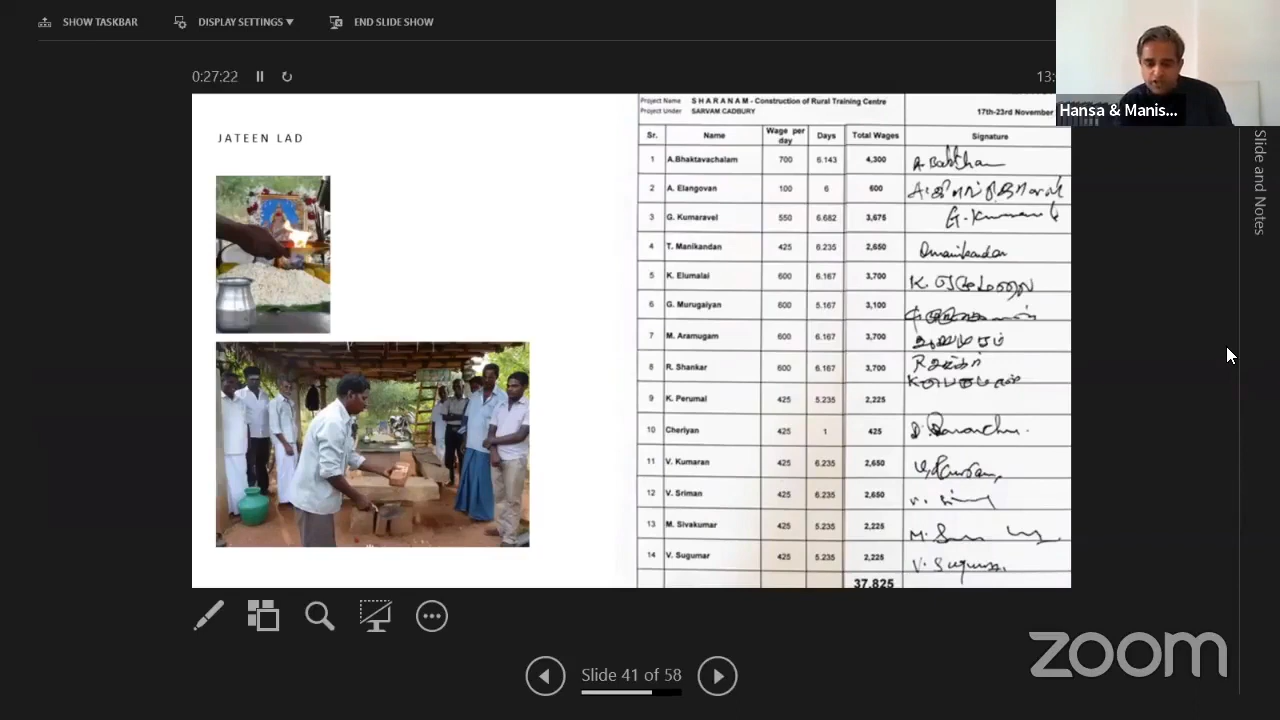 SHOW TASKBAR DISPLAY SETTINGS ▼ END SLIDE SHOW
0:27:22
13:
Hansa & Manis...
Slide and Notes
JATEEN LAD
Project Name SHARANAM - Construction of Rural Training Centre
Project Under SARVAM CADBURY 17th-23rd November
Sr. Name Wage per day Days Total Wages Signature
1 A.Bhaktavachalam 700 6.143 4,300
2 A. Elangovan 100 6 600
3 G. Kumaravel 550 6.682 3,675 G. Kumaravel
4 T. Manikandan 425 6.235 2,650
5 K. Elumalai 600 6.167 3,700
6 G. Murugaiyan 600 5.167 3,100
7 M. Aramugam 600 6.167 3,700
8 R. Shankar 600 6.167 3,700
9 K. Perumal 425 5.235 2,225
10 Cheriyan 425 1 425
11 V. Kumaran 425 6.235 2,650
12 V. Sriman 425 6.235 2,650
13 M. Sivakumar 425 5.235 2,225
14 V. Sugumar 425 5.235 2,225
37,825
Slide 41 of 58
zoom